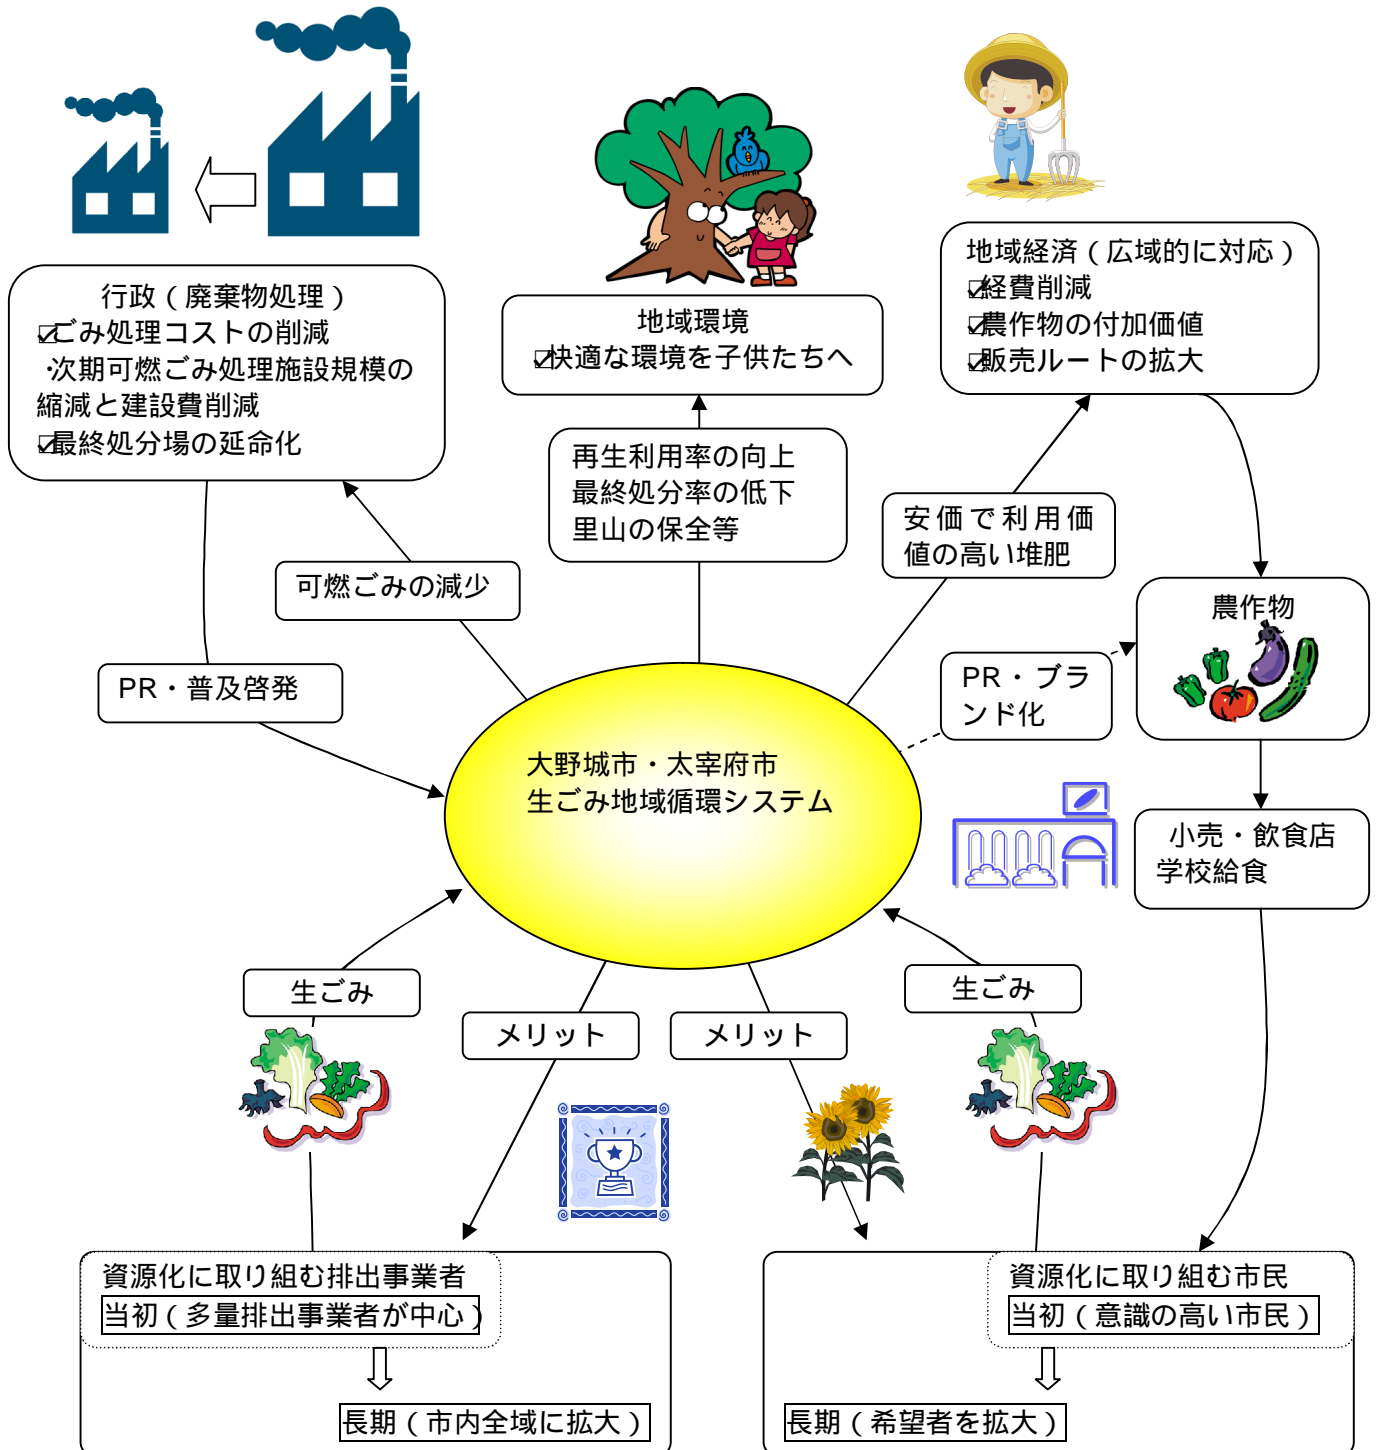 行政（廃棄物処理）
☑ごみ処理コストの削減
・次期可燃ごみ処理施設規模の
縮減と建設費削減
☑最終処分場の延命化
地域環境
☑快適な環境を子供たちへ
地域経済（広域的に対応）
☑経費削減
☑農作物の付加価値
☑販売ルートの拡大
再生利用率の向上
最終処分率の低下
里山の保全等
安価で利用価
値の高い堆肥
可燃ごみの減少
農作物
PR・普及啓発
PR・ブラ
ンド化
大野城市・太宰府市
生ごみ地域循環システム
小売・飲食店
学校給食
生ごみ
メリット
メリット
生ごみ
資源化に取り組む排出事業者
当初（多量排出事業者が中心）
長期（市内全域に拡大）
資源化に取り組む市民
当初（意識の高い市民）
長期（希望者を拡大）